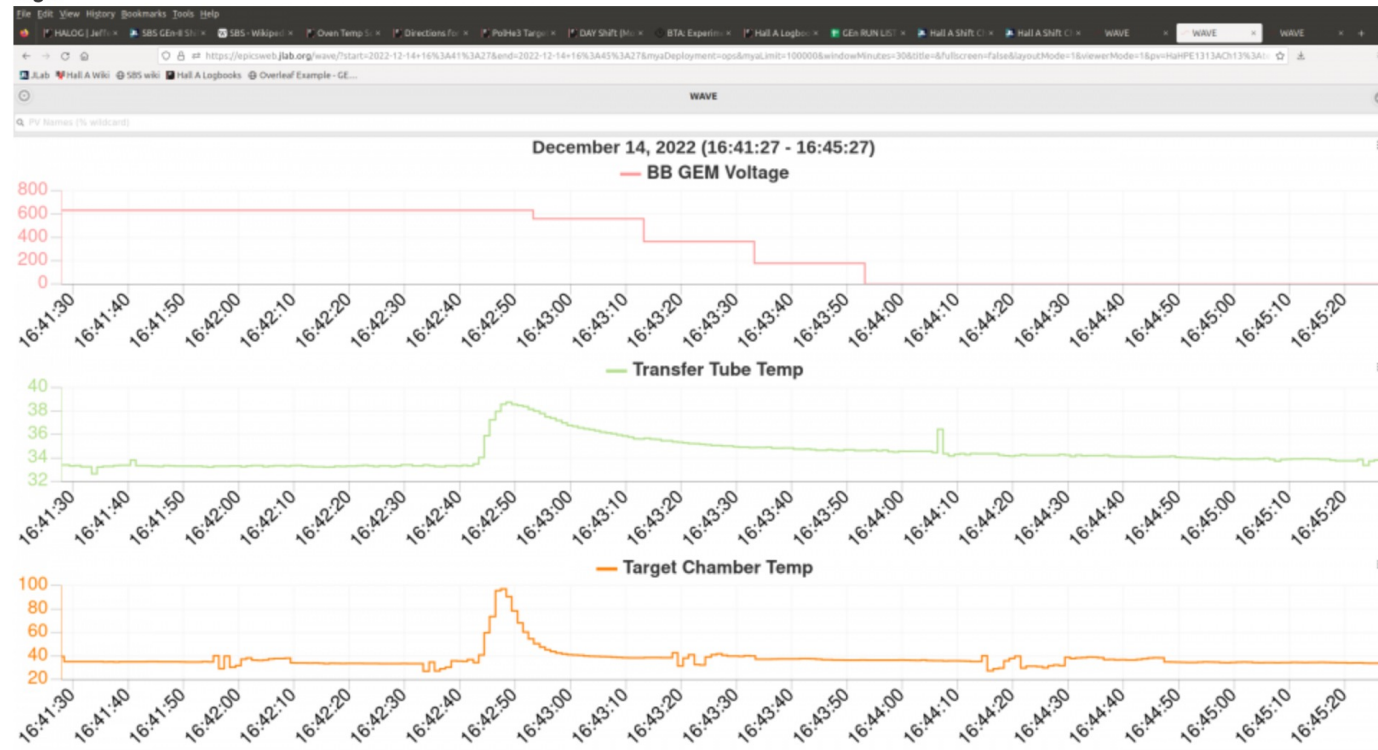 File Edit View History Bookmarks Tools Help
HALOG | Jeff
SBS GEn-II Shi
SBS - Wikiped
Oven Temp S
Directions for
PolHe3 Targe
DAY Shift (Mo
BTA: Experime
Hall A Logboo
GEn RUN LIST
Hall A Shift C
Hall A Shift C
WAVE
WAVE
WAVE
https://epicsweb.jlab.org/wave/?start=2022-12-14+16%3A41%3A27&end=2022-12-14+16%3A45%3A27&myaDeployment=ops&myaLimit=100000&windowMinutes=30&title=&fullscreen=false&layoutMode=1&viewerMode=1&pv=HaHPE1313ACh13%3A
JLab Hall A Wiki SBS wiki Hall A Logbooks Overleaf Example - GE...
WAVE
PV Names (% wildcard)
December 14, 2022 (16:41:27 - 16:45:27)
BB GEM Voltage
800
600
400
200
0
16:41:30 16:41:40 16:41:50 16:42:00 16:42:10 16:42:20 16:42:30 16:42:40 16:42:50 16:43:00 16:43:10 16:43:20 16:43:30 16:43:40 16:43:50 16:44:00 16:44:10 16:44:20 16:44:30 16:44:40 16:44:50 16:45:00 16:45:10 16:45:20
Transfer Tube Temp
40
38
36
34
32
16:41:30 16:41:40 16:41:50 16:42:00 16:42:10 16:42:20 16:42:30 16:42:40 16:42:50 16:43:00 16:43:10 16:43:20 16:43:30 16:43:40 16:43:50 16:44:00 16:44:10 16:44:20 16:44:30 16:44:40 16:44:50 16:45:00 16:45:10 16:45:20
Target Chamber Temp
100
80
60
40
20
16:41:30 16:41:40 16:41:50 16:42:00 16:42:10 16:42:20 16:42:30 16:42:40 16:42:50 16:43:00 16:43:10 16:43:20 16:43:30 16:43:40 16:43:50 16:44:00 16:44:10 16:44:20 16:44:30 16:44:40 16:44:50 16:45:00 16:45:10 16:45:20